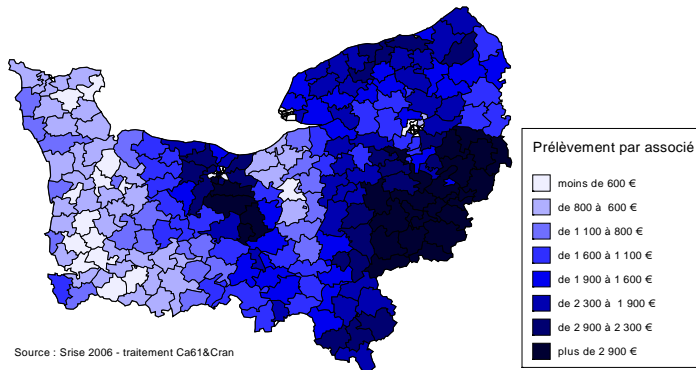 Prélèvement par associé
moins de 600 €
de 800 à 600 €
de 1 100 à 800 €
de 1 600 à 1 100 €
de 1 900 à 1 600 €
de 2 300 à 1 900 €
de 2 900 à 2 300 €
plus de 2 900 €
Source : Srise 2006 - traitement Ca61&Cran